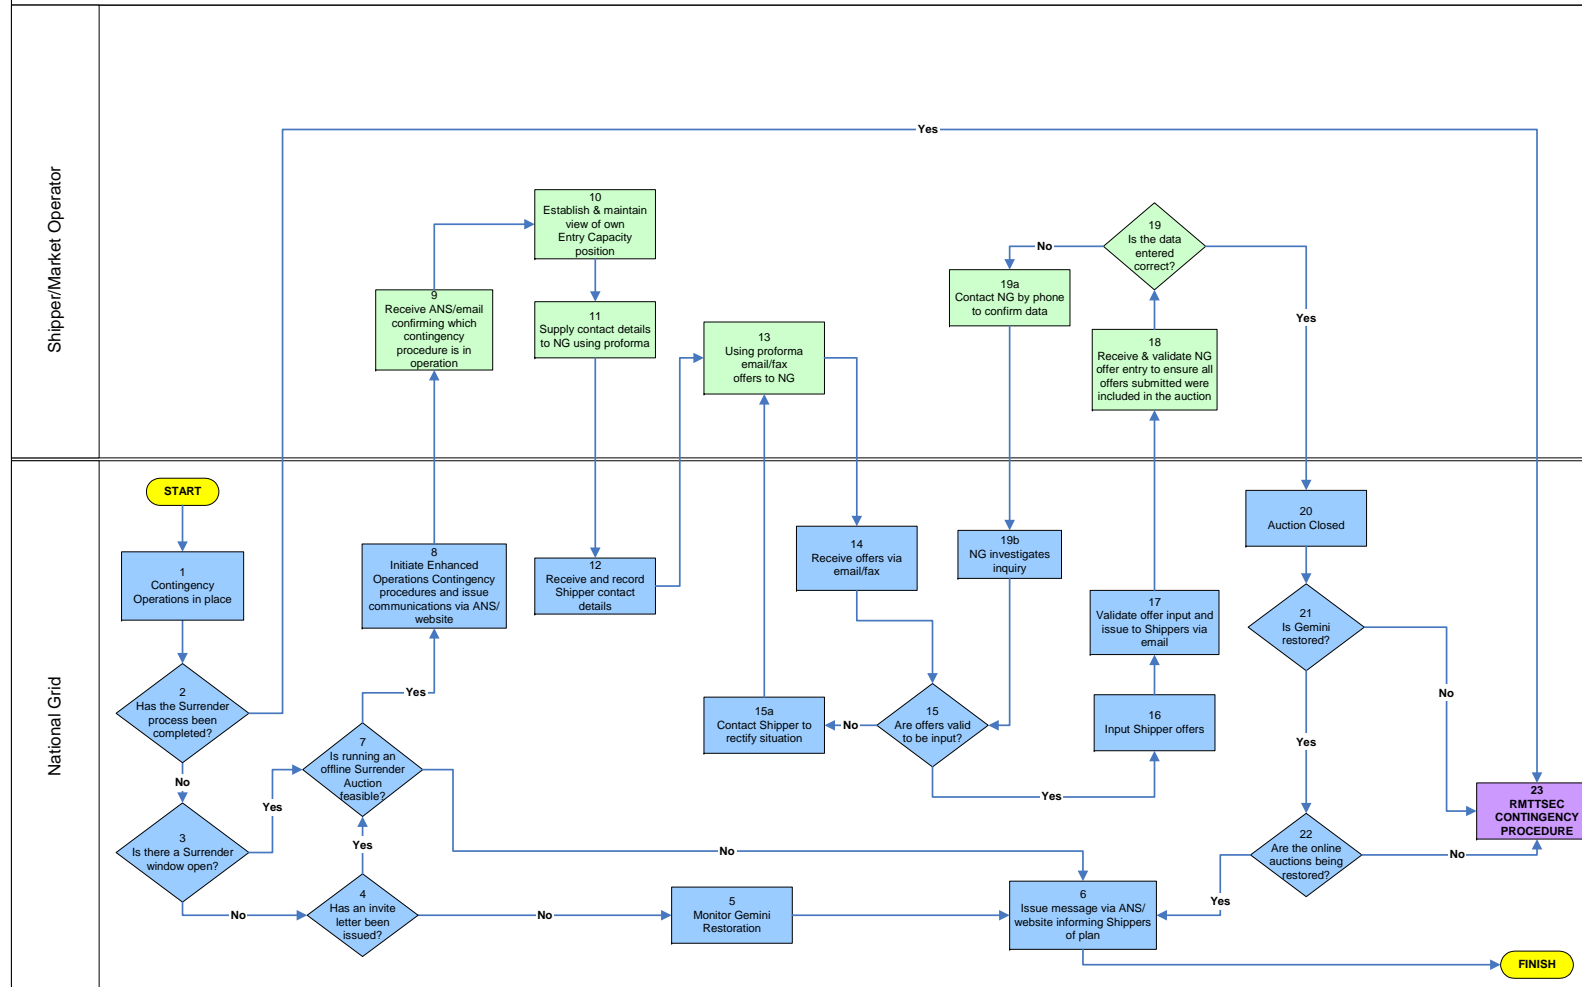 Shipper/Market Operator
Yes
10
Establish & maintain
view of own
Entry Capacity
position
9
Receive ANS/email
confirming which
contingency
procedure is in
operation
11
Supply contact details
to NG using proforma
13
Using proforma
email/fax
offers to NG
19
Is the data
entered
correct?
No
19a
Contact NG by phone
to confirm data
Yes
18
Receive & validate NG
offer entry to ensure all
offers submitted were
included in the auction
National Grid
START
1
Contingency
Operations in place
2
Has the Surrender
process been
completed?
No
3
Is there a Surrender
window open?
Yes
No
4
Has an invite
letter been
issued?
Yes
No
5
Monitor Gemini
Restoration
6
Issue message via ANS/
website informing Shippers
of plan
7
Is running an
offline Surrender
Auction
feasible?
Yes
No
8
Initiate Enhanced
Operations Contingency
procedures and issue
communications via ANS/
website
12
Receive and record
Shipper contact
details
14
Receive offers via
email/fax
15
Are offers valid
to be input?
No
15a
Contact Shipper to
rectify situation
Yes
16
Input Shipper offers
17
Validate offer input and
issue to Shippers via
email
19b
NG investigates
inquiry
20
Auction Closed
21
Is Gemini
restored?
No
Yes
22
Are the online
auctions being
restored?
No
Yes
23
RMTTSEC
CONTINGENCY
PROCEDURE
FINISH